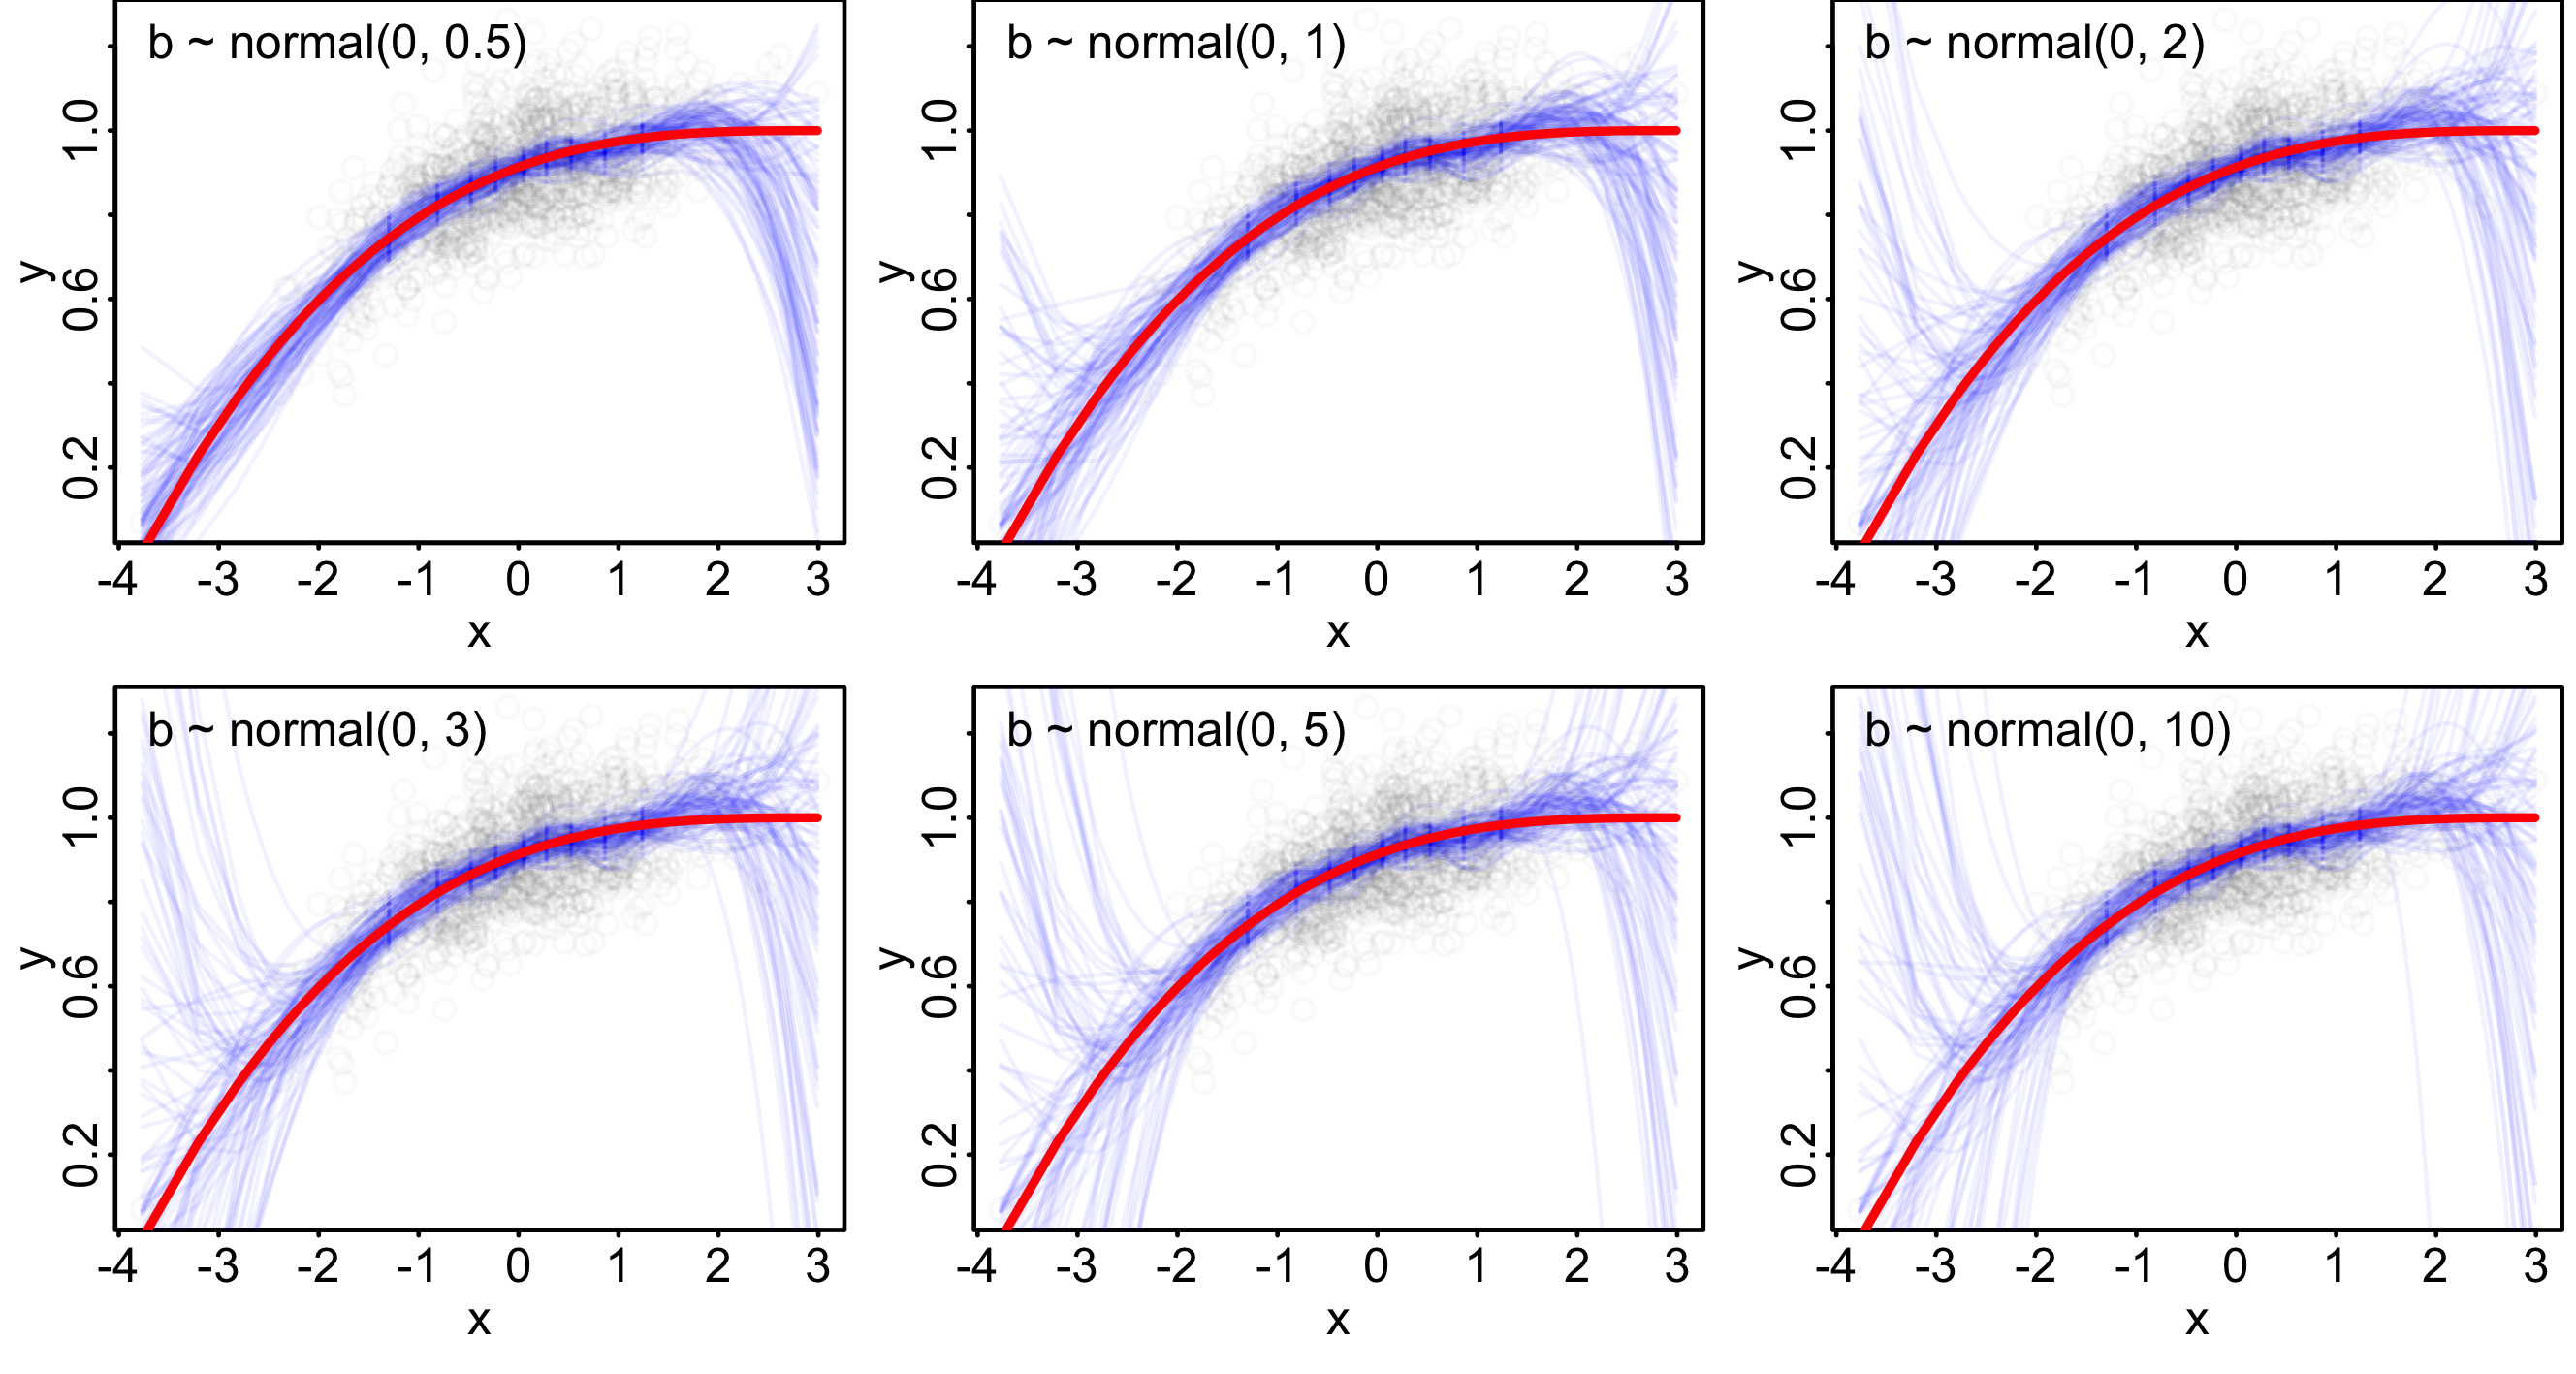 b ~ normal(0, 0.5)
y
0.2 0.6 1.0
-4 -3 -2 -1 0 1 2 3
x
b ~ normal(0, 1)
y
0.2 0.6 1.0
-4 -3 -2 -1 0 1 2 3
x
b ~ normal(0, 2)
y
0.2 0.6 1.0
-4 -3 -2 -1 0 1 2 3
x
b ~ normal(0, 3)
y
0.2 0.6 1.0
-4 -3 -2 -1 0 1 2 3
x
b ~ normal(0, 5)
y
0.2 0.6 1.0
-4 -3 -2 -1 0 1 2 3
x
b ~ normal(0, 10)
y
0.2 0.6 1.0
-4 -3 -2 -1 0 1 2 3
x